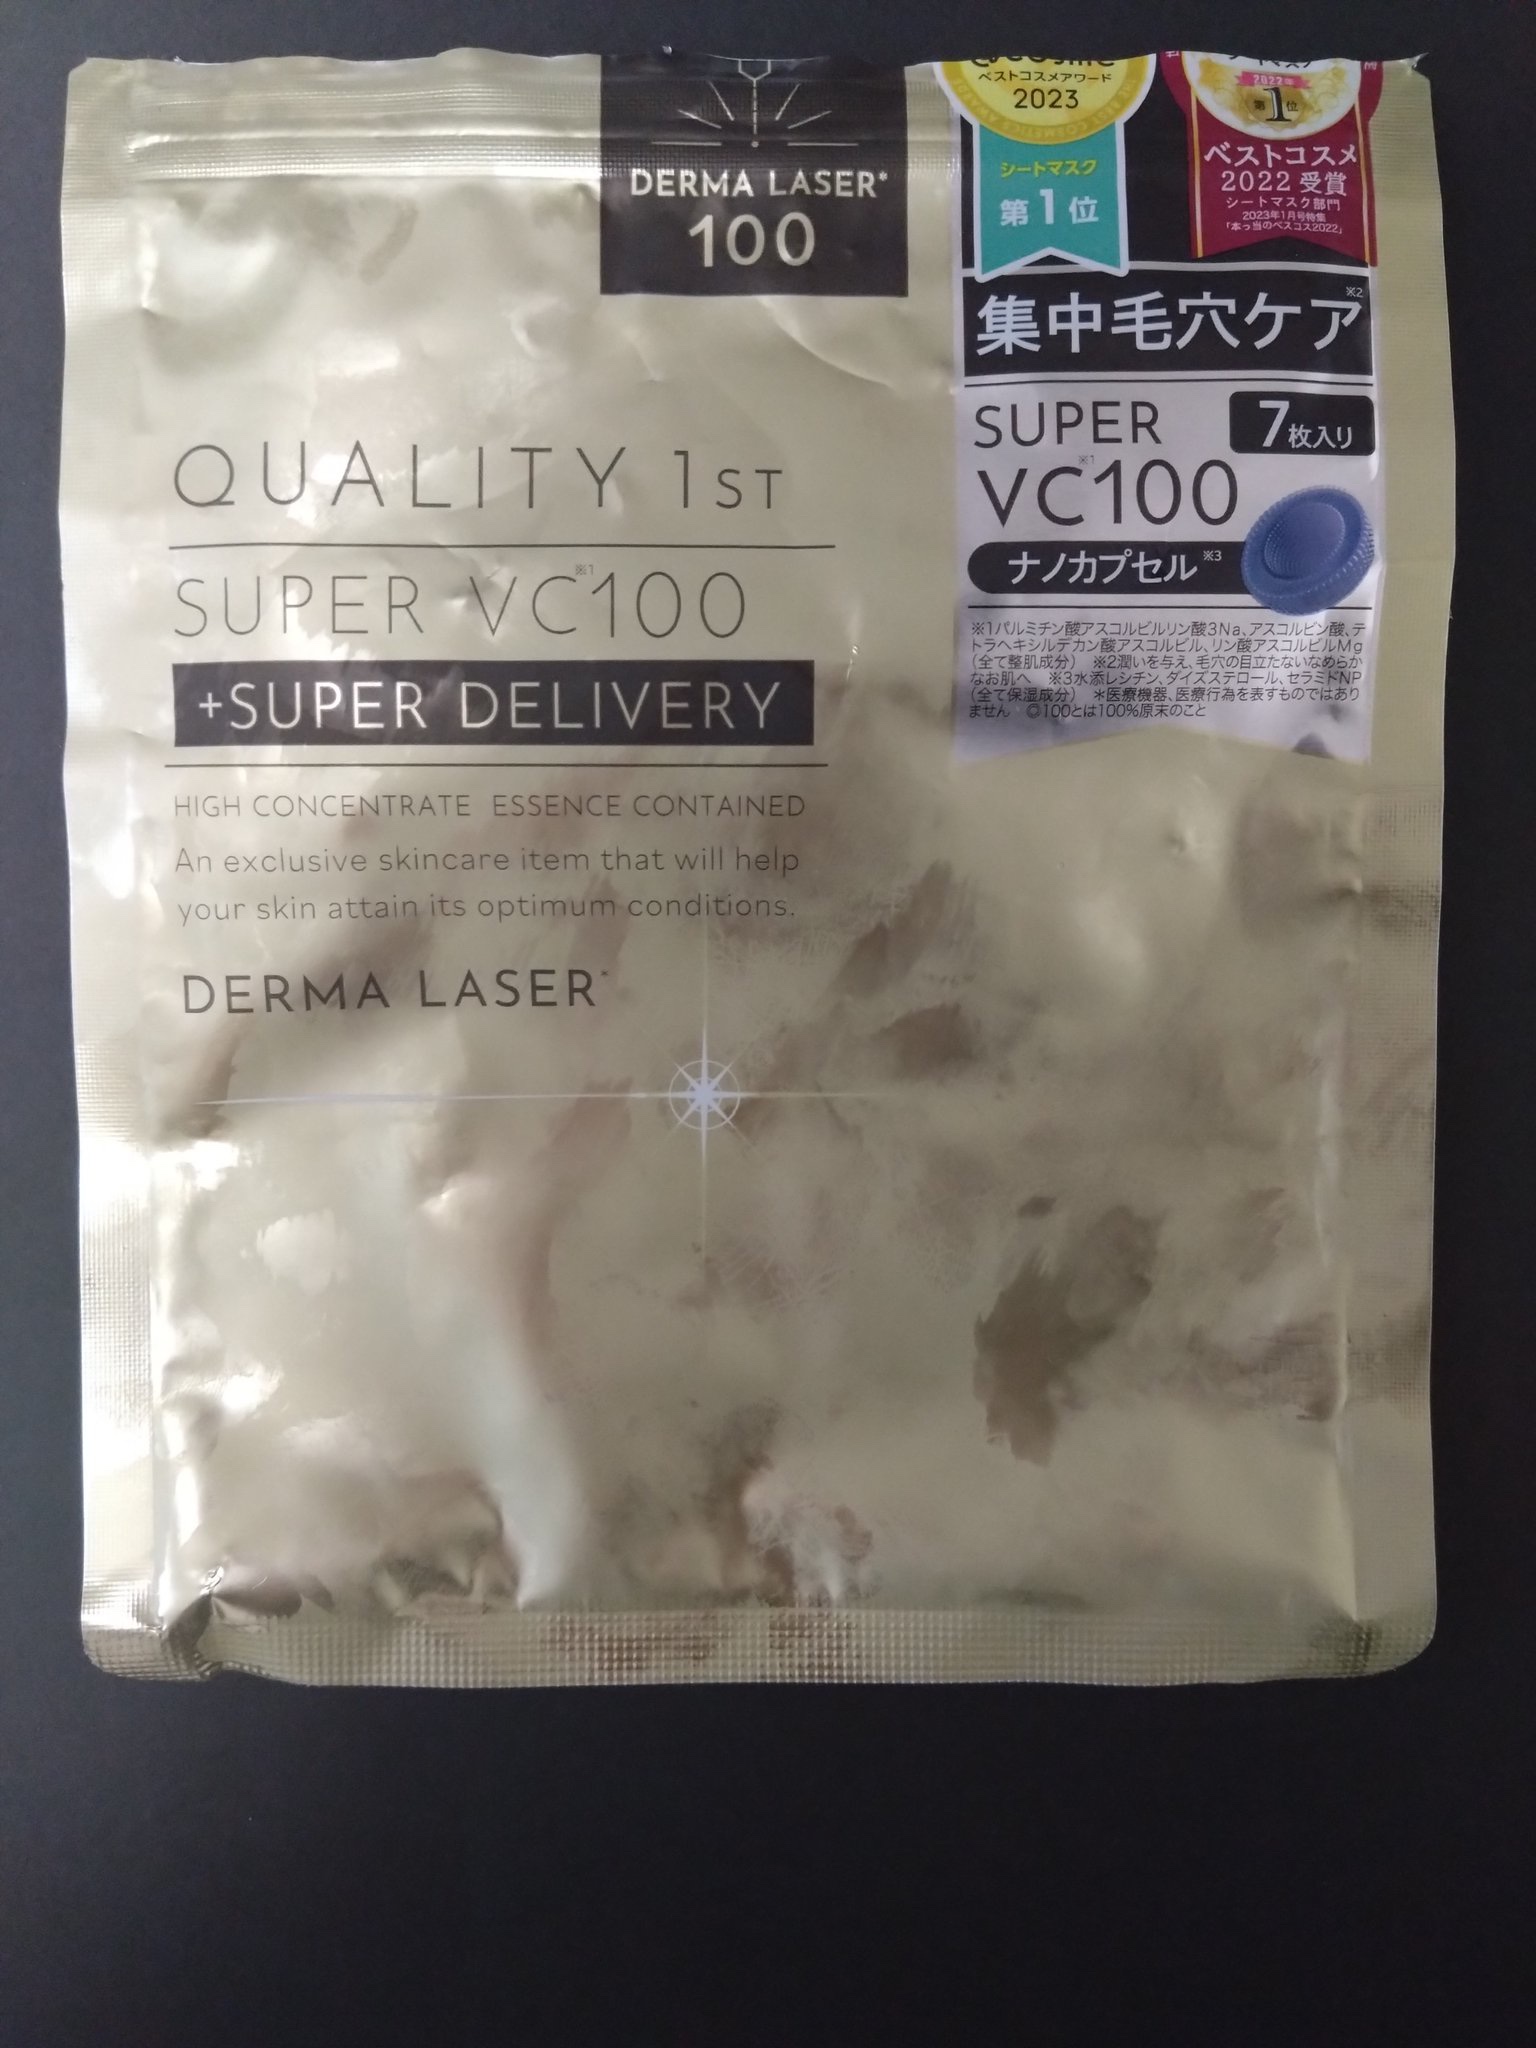 DERMA LASER*
100
ベストコスメアワード
2023
シートマスク
第1位
2022年
第1位
ベストコスメ
2022 受賞
シートマスク部門
2023年1月号特集
「本っ当のベスコス2022」
集中毛穴ケア※2
SUPER
VC※1100
7枚入り
ナノカプセル※3
※1パルミチン酸アスコルビルリン酸3Na、アスコルビン酸、テ
トラヘキシルデカン酸アスコルビル、リン酸アスコルビルMg
(全て整肌成分) ※2潤いを与え、毛穴の目立たないなめらか
なお肌へ ※3水添レシチン、ダイズステロール、セラミドNP
(全て保湿成分) *医療機器、医療行為を表すものではあり
ません ◎100とは100%原末のこと
QUALITY 1ST
SUPER VC※1100
+SUPER DELIVERY
HIGH CONCENTRATE ESSENCE CONTAINED
An exclusive skincare item that will help
your skin attain its optimum conditions.
DERMA LASER*